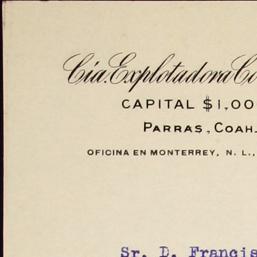 Cía. Explotadora Co
CAPITAL $1,00
PARRAS, COAH.
OFICINA EN MONTERREY, N. L.,
Sr. D. Francis